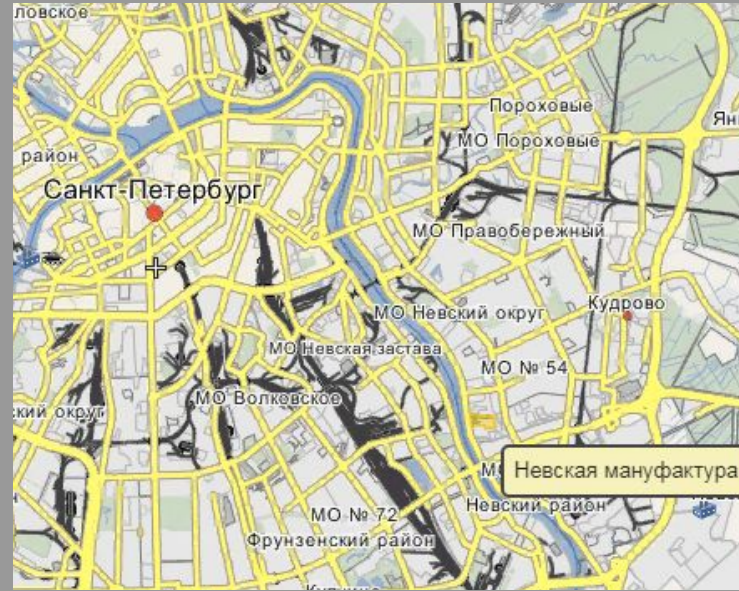 ловское
Пороховые
Ян
МО Пороховые
район
Санкт-Петербург
МО Правобережный
Кудрово
МО Невский округ
МО Невская застава
МО № 54
МО Волковское
ский округ
Невская мануфактура
Невский район
МО № 72
Фрунзенский район